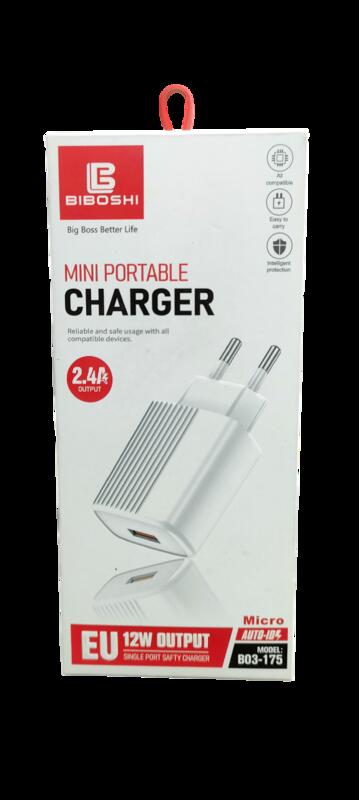 B
BIBOSHI
Big Boss Better Life
All
compatible
Easy to
carry
Intelligent
protection
MINI PORTABLE
CHARGER
Reliable and safe usage with all
compatible devices.
2.4A
OUTPUT
EU 12W OUTPUT
SINGLE PORT SAFTY CHARGER
Micro
AUTO-ID
MODEL:
B03-175